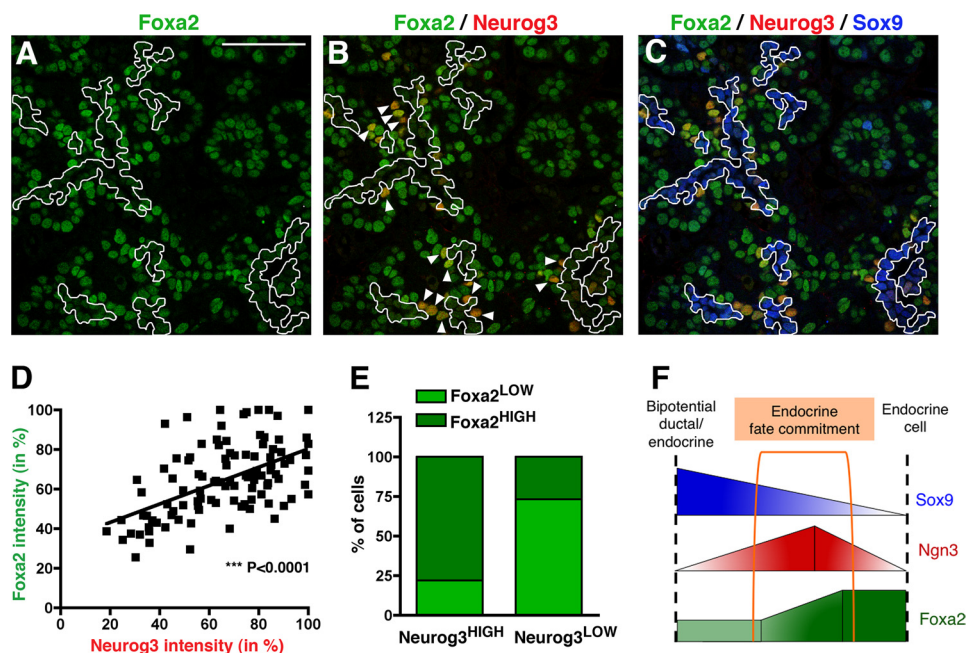 Foxa2
Foxa2 / Neurog3
Foxa2 / Neurog3 / Sox9
A
B
C
D
Foxa2 intensity (in %)
100
80
60
40
20
0
0 20 40 60 80 100
*** P<0.0001
Neurog3 intensity (in %)
E
Foxa2LOW
Foxa2HIGH
% of cells
125
100
75
50
25
0
Neurog3HIGH Neurog3LOW
F
Bipotential
ductal/
endocrine
Endocrine
fate commitment
Endocrine
cell
Sox9
Ngn3
Foxa2